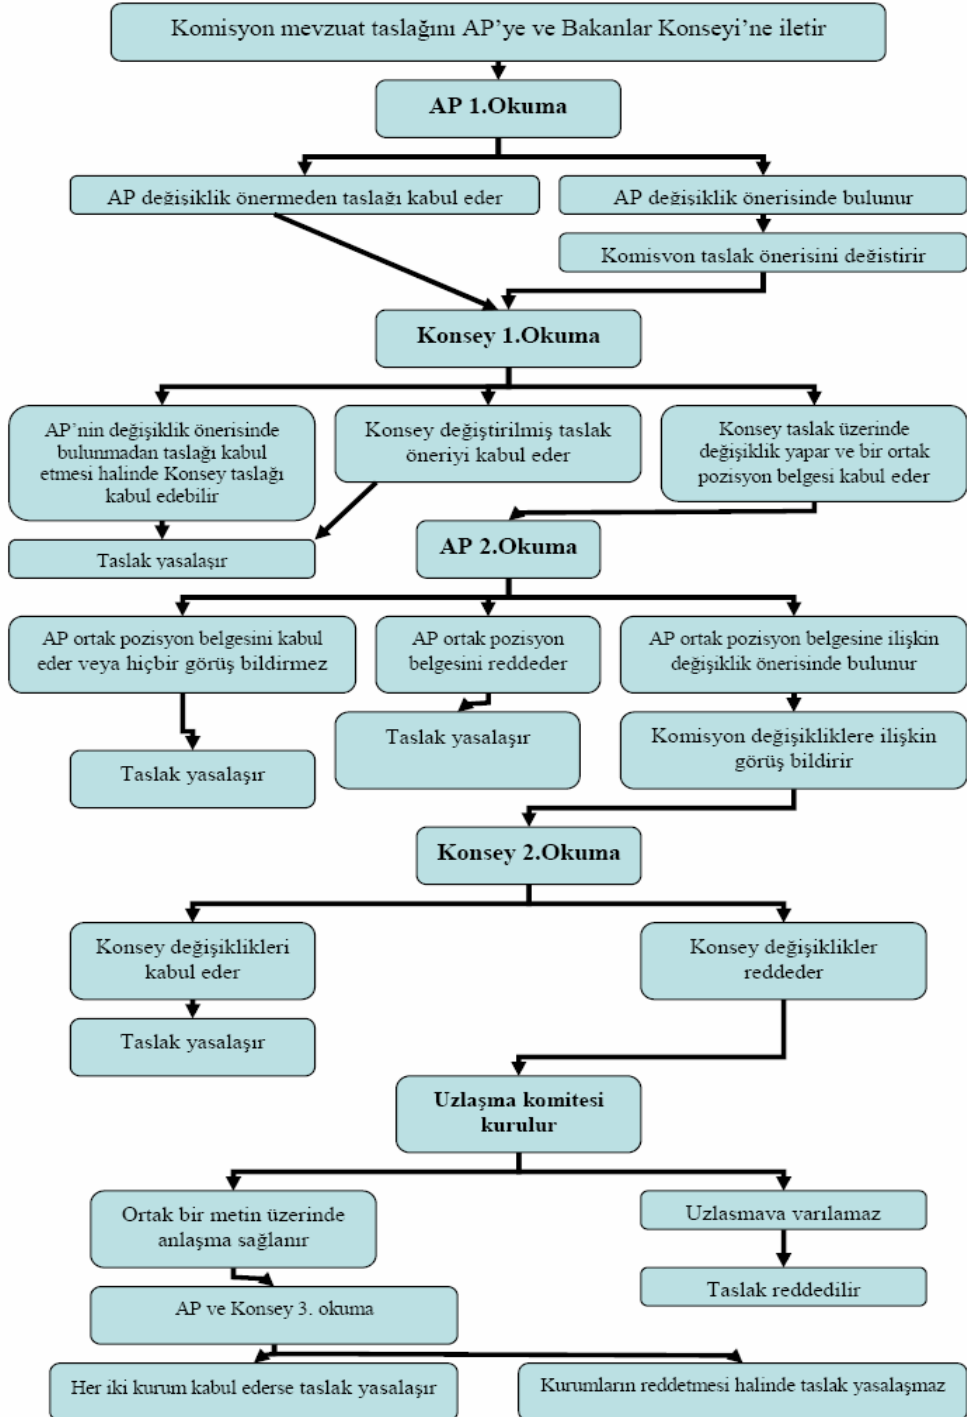 Komisyon mevzuat taslağını AP’ye ve Bakanlar Konseyi’ne iletir
AP 1.Okuma
AP değişiklik önermeden taslağı kabul eder
AP değişiklik önerisinde bulunur
Komisvon taslak önerisini değistirir
Konsey 1.Okuma
AP’nin değişiklik önerisinde
bulunmadan taslağı kabul
etmesi halinde Konsey taslağı
kabul edebilir
Konsey değiştirilmiş taslak
öneriyi kabul eder
Konsey taslak üzerinde
değişiklik yapar ve bir ortak
pozisyon belgesi kabul eder
Taslak yasalaşır
AP 2.Okuma
AP ortak pozisyon belgesini kabul
eder veya hiçbir görüş bildirmez
AP ortak pozisyon
belgesini reddeder
AP ortak pozisyon belgesine ilişkin
değişiklik önerisinde bulunur
Taslak yasalaşır
Taslak yasalaşır
Komisyon değişikliklere ilişkin
görüş bildirir
Konsey 2.Okuma
Konsey değişiklikleri
kabul eder
Konsey değişiklikler
reddeder
Taslak yasalaşır
Uzlaşma komitesi
kurulur
Ortak bir metin üzerinde
anlaşma sağlanır
Uzlasmava varılamaz
Taslak reddedilir
AP ve Konsey 3. okuma
Her iki kurum kabul ederse taslak yasalaşır
Kurumların reddetmesi halinde taslak yasalaşmaz